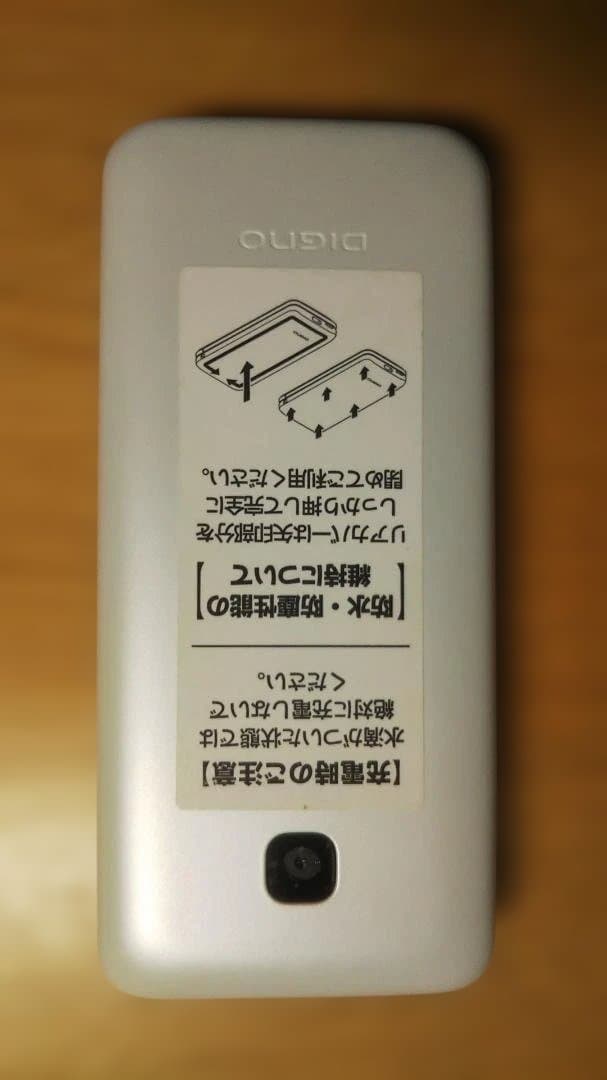 【充電時のご注意】
水滴がついた状態では
絶対に充電しないで
ください。
【防水・防塵性能の
維持について】
リアカバーは矢印部分を
しっかり押して完全に
閉めてご利用ください。
DIGNO